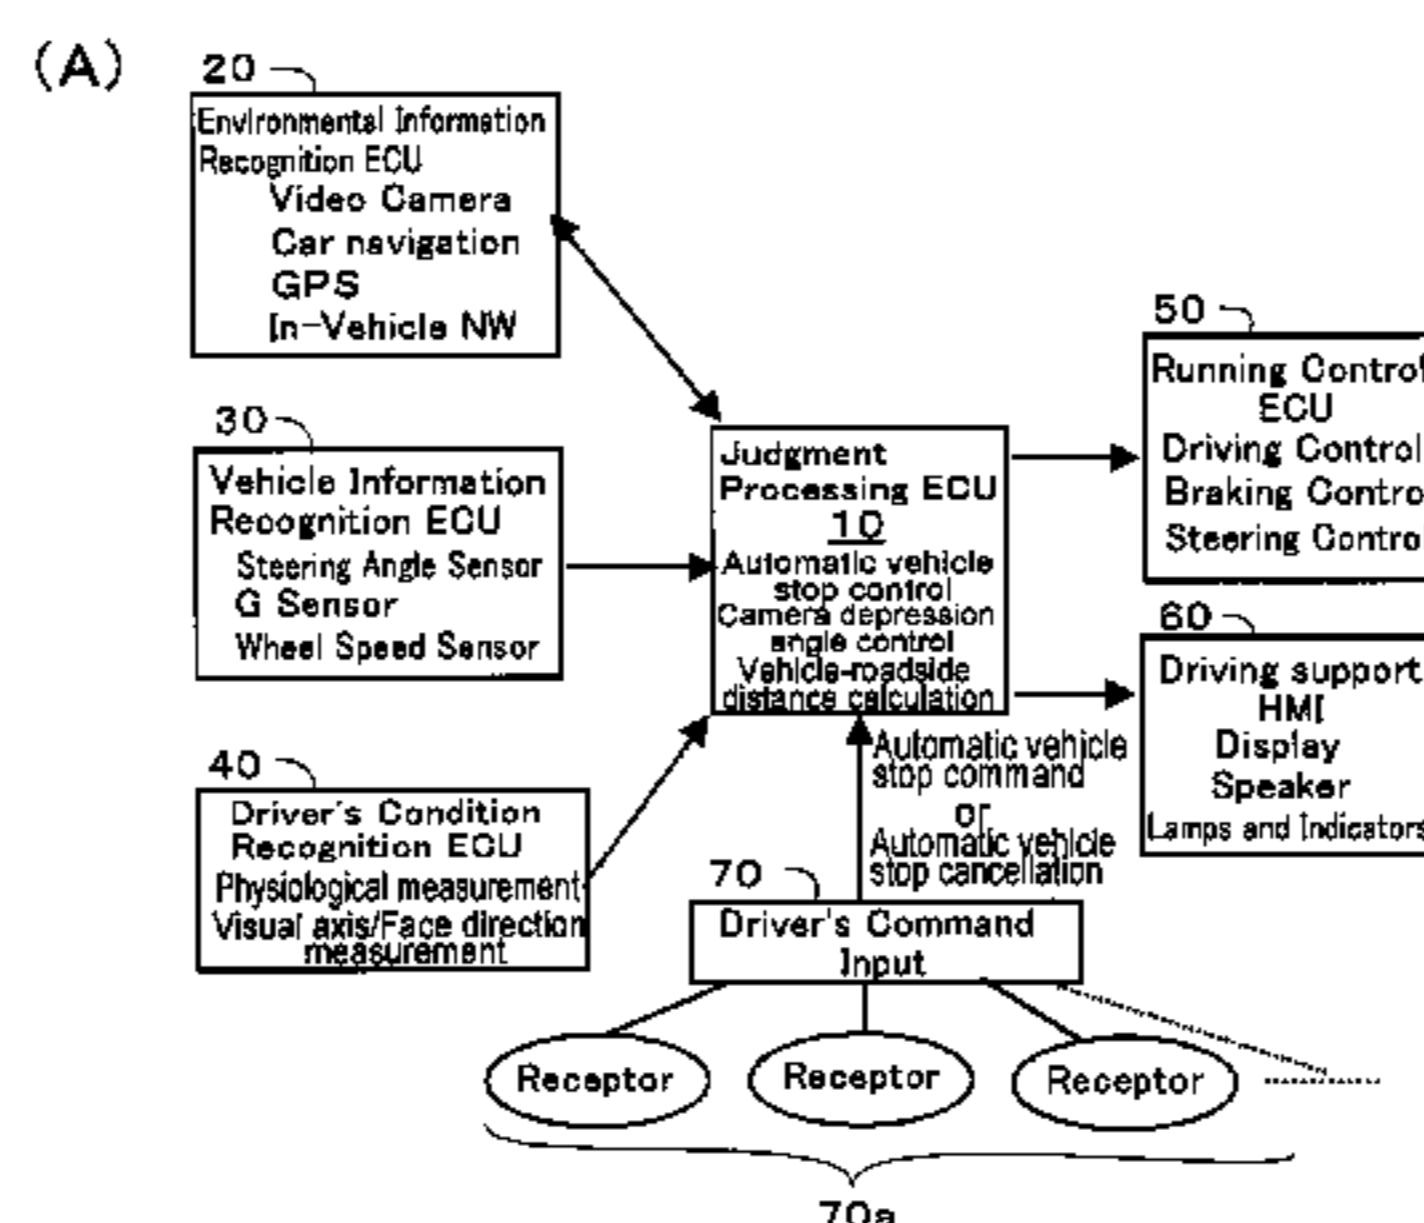 (A)
20
Environmental Information
Recognition ECU
Video Camera
Car navigation
GPS
In-Vehicle NW
30
Vehicle Information
Recognition ECU
Steering Angle Sensor
G Sensor
Wheel Speed Sensor
40
Driver's Condition
Recognition ECU
Physiological measurement
Visual axis/Face direction
measurement
Judgment
Processing ECU
10
Automatic vehicle
stop control
Camera depression
angle control
Vehicle-roadside
distance calculation
50
Running Control
ECU
Driving Control
Braking Contro
Steering Contro
60
Driving support
HMI
Display
Speaker
Lamps and Indicators
Automatic vehicle
stop command
or
Automatic vehicle
stop cancellation
70
Driver's Command
Input
Receptor
Receptor
Receptor
70a